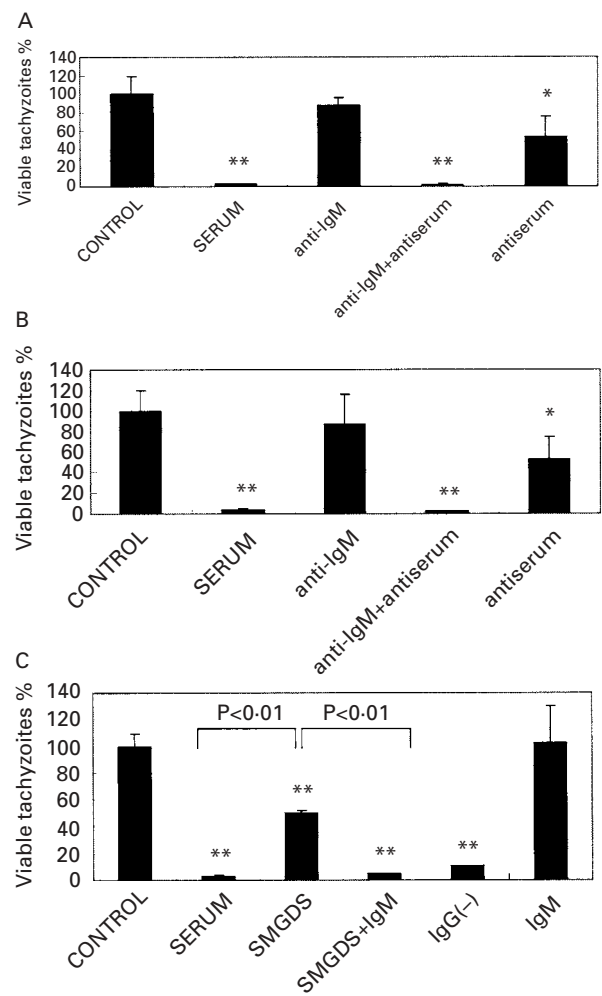 A
Viable tachyzoites %
140
120
100
80
60
40
20
0
**
**
*
CONTROL
SERUM
anti-IgM
anti-IgM+antiserum
antiserum
B
Viable tachyzoites %
140
120
100
80
60
40
20
0
**
**
*
CONTROL
SERUM
anti-IgM
anti-IgM+antiserum
antiserum
C
Viable tachyzoites %
140
120
100
80
60
40
20
0
P<0·01
P<0·01
**
**
**
**
CONTROL
SERUM
SMGDS
SMGDS+IgM
IgG(–)
IgM